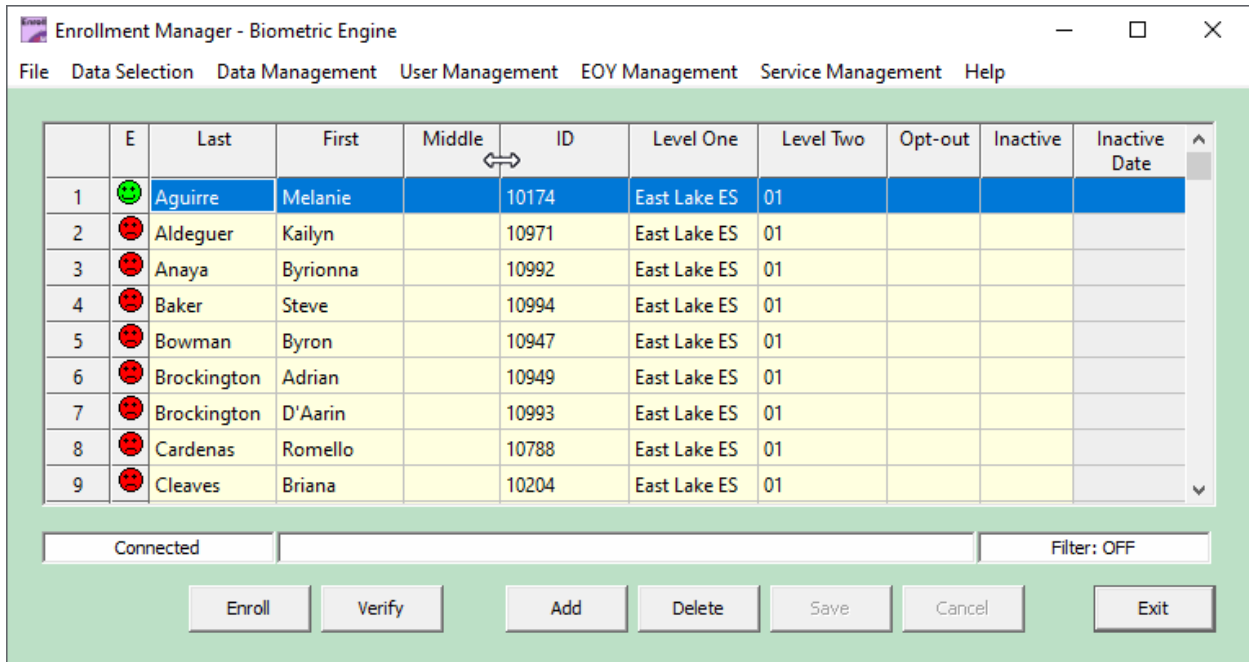 Enroll
Enrollment Manager - Biometric Engine
File Data Selection Data Management User Management EOY Management Service Management Help
E Last First Middle ID Level One Level Two Opt-out Inactive Inactive Date
1 Aguirre Melanie 10174 East Lake ES 01
2 Aldeguer Kailyn 10971 East Lake ES 01
3 Anaya Byrionna 10992 East Lake ES 01
4 Baker Steve 10994 East Lake ES 01
5 Bowman Byron 10947 East Lake ES 01
6 Brockington Adrian 10949 East Lake ES 01
7 Brockington D'Aarin 10993 East Lake ES 01
8 Cardenas Romello 10788 East Lake ES 01
9 Cleaves Briana 10204 East Lake ES 01
Connected Filter: OFF
Enroll Verify Add Delete Save Cancel Exit